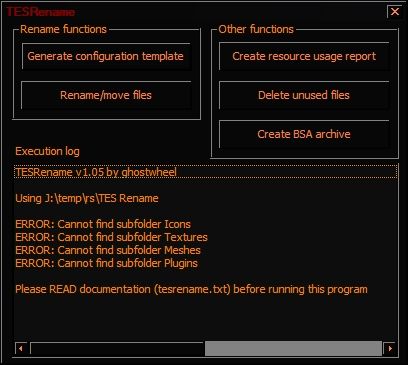 TESRename
Rename functions
Generate configuration template
Rename/move files
Other functions
Create resource usage report
Delete unused files
Create BSA archive
Execution log
TESRename v1.05 by ghostwheel
Using J:\temp\rs\TES Rename
ERROR: Cannot find subfolder Icons
ERROR: Cannot find subfolder Textures
ERROR: Cannot find subfolder Meshes
ERROR: Cannot find subfolder Plugins
Please READ documentation (tesrename.txt) before running this program